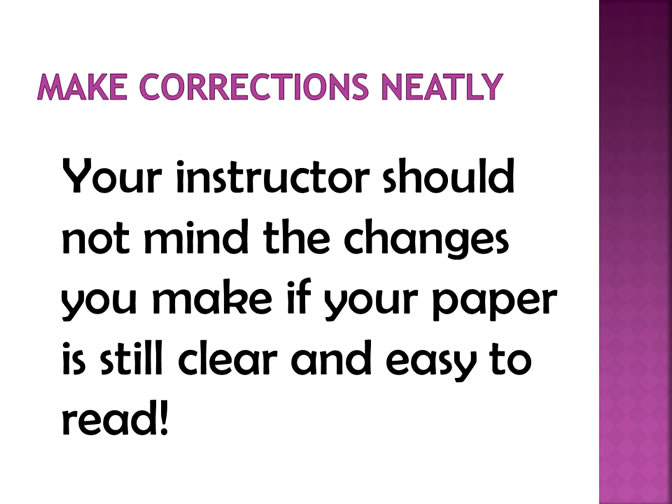 MAKE CORRECTIONS NEATLY
Your instructor should
not mind the changes
you make if your paper
is still clear and easy to
read!